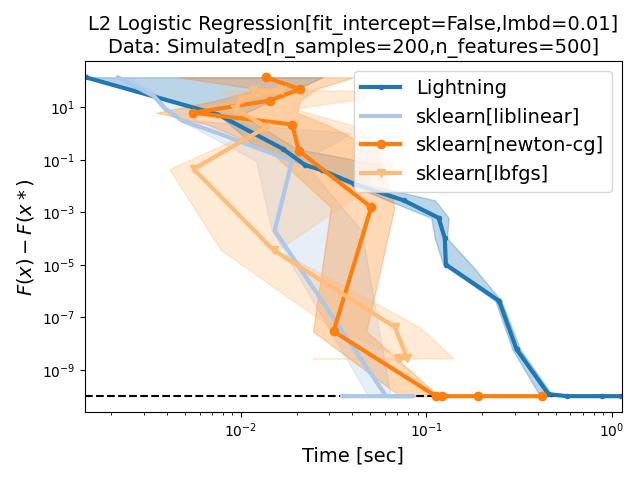 L2 Logistic Regression[fit_intercept=False,lmbd=0.01]
Data: Simulated[n_samples=200,n_features=500]
Lightning
sklearn[liblinear]
sklearn[newton-cg]
sklearn[lbfgs]
F(x) − F(x*)
10¹
10⁻¹
10⁻³
10⁻⁵
10⁻⁷
10⁻⁹
10⁻²
10⁻¹
10⁰
Time [sec]